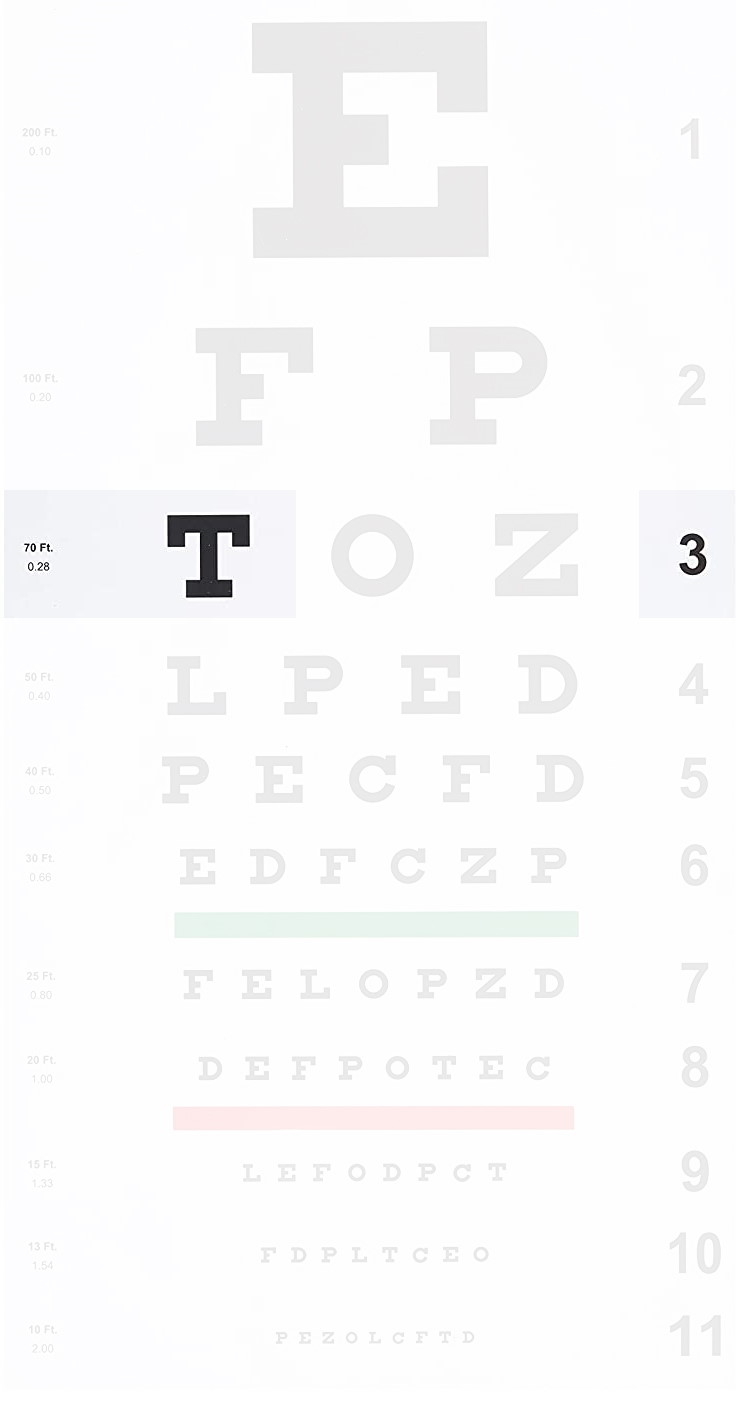 200 Ft.
0.10
E
1
100 Ft.
0.20
F P
2
70 Ft.
0.28
T O Z
3
50 Ft.
0.40
L P E D
4
40 Ft.
0.50
P E C F D
5
30 Ft.
0.66
E D F C Z P
6
25 Ft.
0.80
F E L O P Z D
7
20 Ft.
1.00
D E F P O T E C
8
15 Ft.
1.33
L E F O D P C T
9
13 Ft.
1.54
F D P L T C E O
10
10 Ft.
2.00
P E Z O L C F T D
11